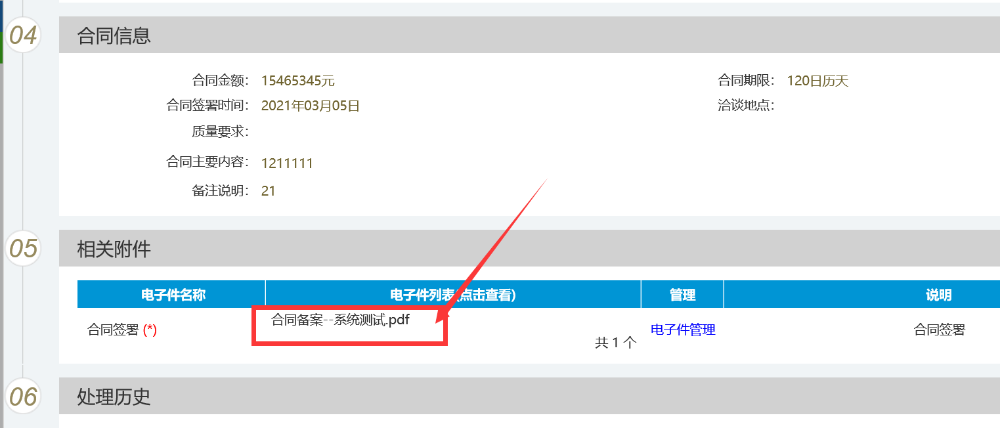 04
合同信息
合同金额： 15465345元 合同期限： 120日历天
合同签署时间： 2021年03月05日 洽谈地点：
质量要求：
合同主要内容： 1211111
备注说明： 21
05
相关附件
电子件名称 电子件列表(点击查看) 管理 说明
合同签署 (*) 合同备案--系统测试.pdf 共 1 个 电子件管理 合同签署
06
处理历史